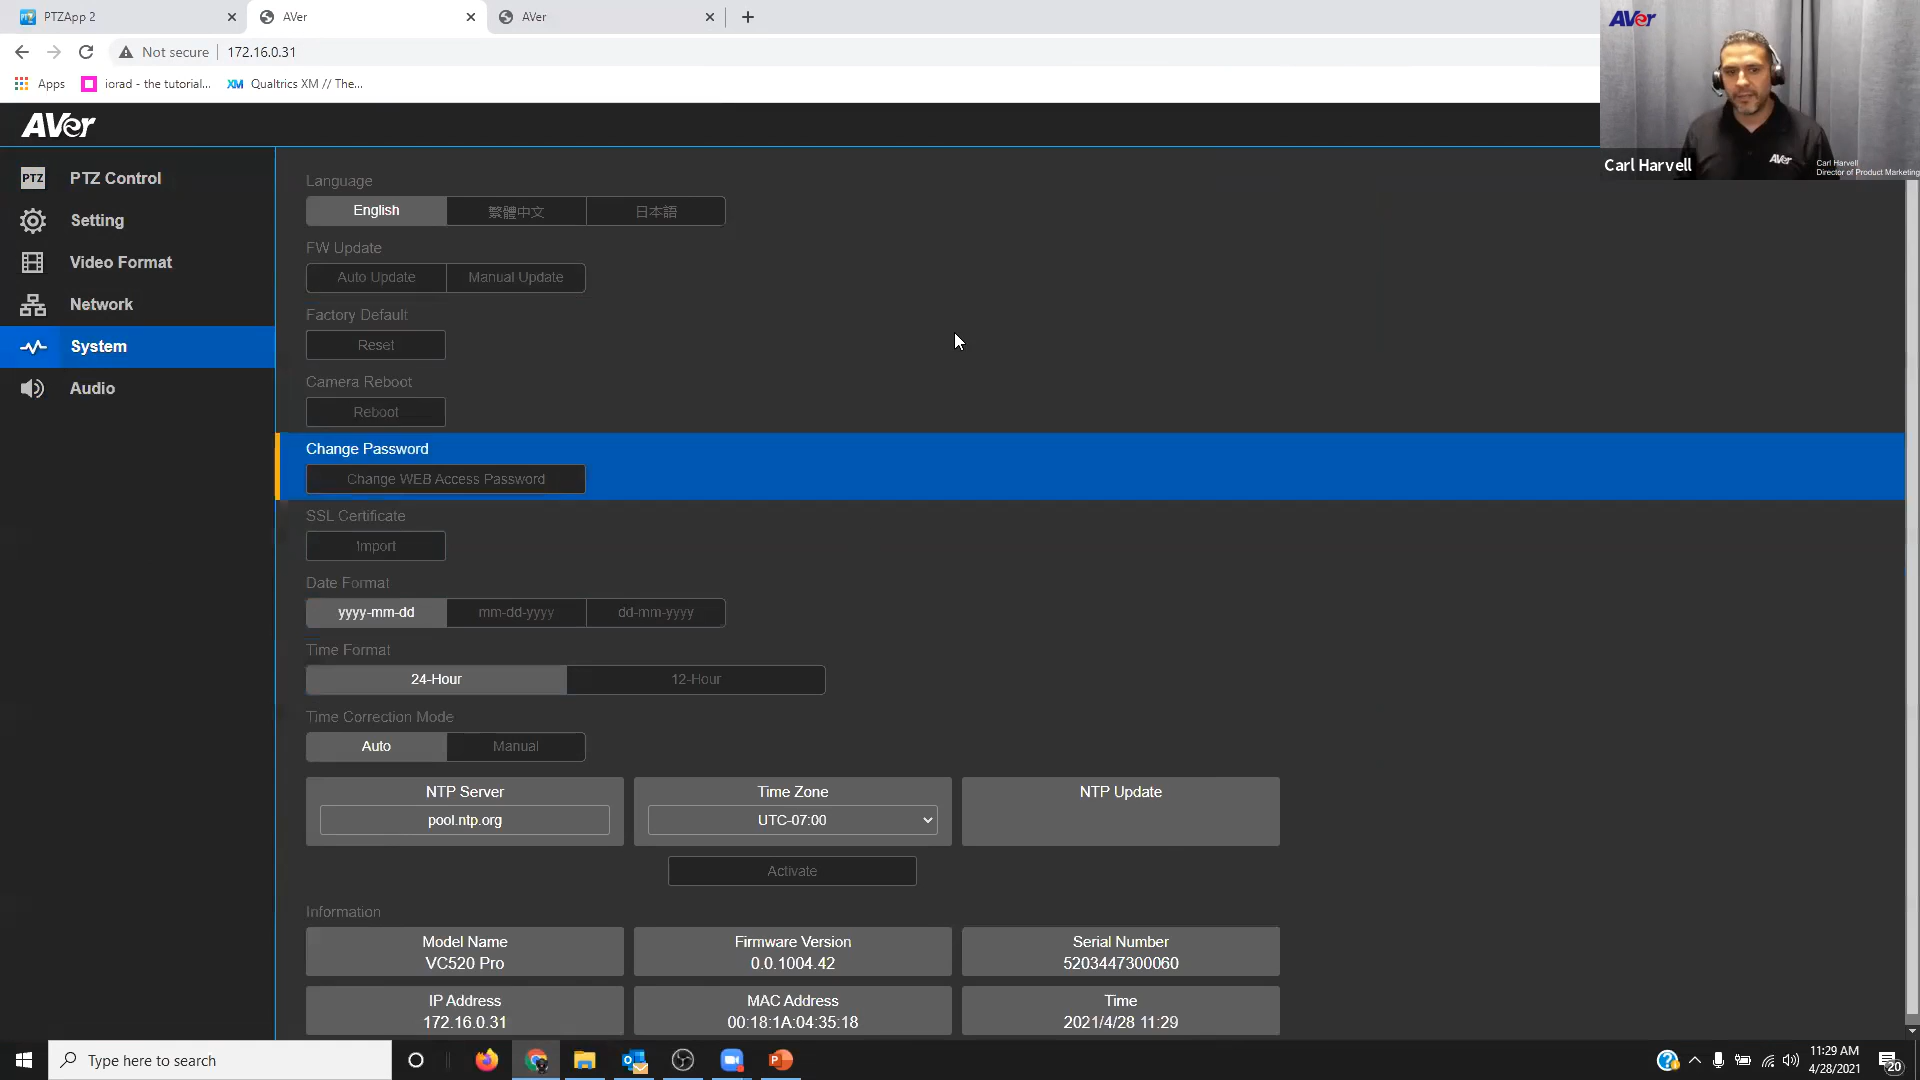 PTZApp 2
AVer
AVer
Not secure
172.16.0.31
Apps
iorad - the tutorial...
XM
Qualtrics XM // The...
AVer
PTZ
PTZ Control
Setting
Video Format
Network
System
Audio
Language
English
繁體中文
日本語
FW Update
Auto Update
Manual Update
Factory Default
Reset
Camera Reboot
Reboot
Change Password
Change WEB Access Password
SSL Certificate
Import
Date Format
yyyy-mm-dd
mm-dd-yyyy
dd-mm-yyyy
Time Format
24-Hour
12-Hour
Time Correction Mode
Auto
Manual
NTP Server
pool.ntp.org
Time Zone
UTC-07:00
NTP Update
Activate
Information
Model Name
VC520 Pro
Firmware Version
0.0.1004.42
Serial Number
5203447300060
IP Address
172.16.0.31
MAC Address
00:18:1A:04:35:18
Time
2021/4/28 11:29
AVer
AVer
Carl Harvell
Carl Harvell
Director of Product Marketing
Type here to search
11:29 AM
4/28/2021
20